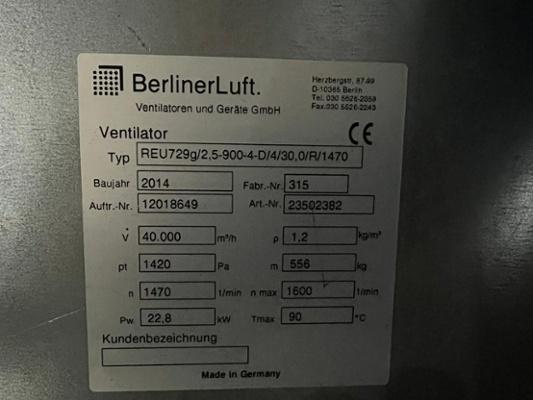 BerlinerLuft.
Ventilatoren und Geräte GmbH
Herzbergstr. 87-99
D-10365 Berlin
Tel. 030 5526-2359
Fax.030 5526-2243
Ventilator
CE
Typ REU729g/2,5-900-4-D/4/30,0/R/1470
Baujahr 2014 Fabr.-Nr. 315
Auftr.-Nr. 12018649 Art.-Nr. 23502382
V̇ 40.000 m³/h ρ 1,2 kg/m³
pt 1420 Pa m 556 kg
n 1470 1/min n max 1600 1/min
Pw 22,8 kW Tmax 90 °C
Kundenbezeichnung
Made in Germany